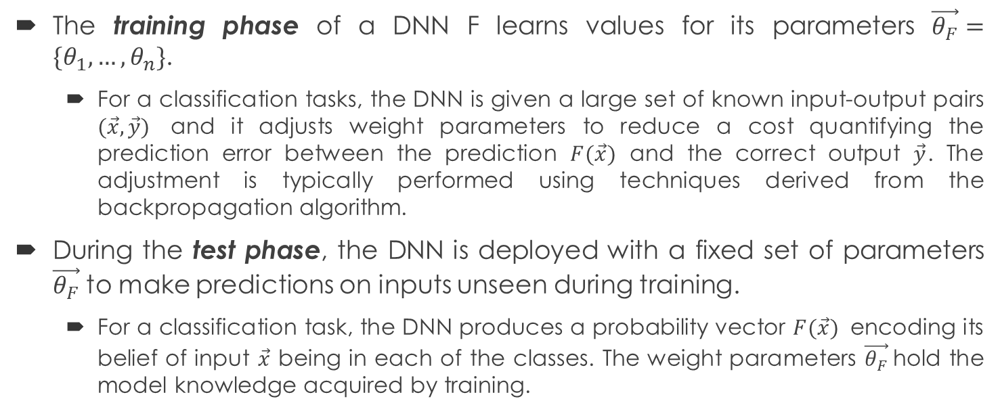 The training phase of a DNN F learns values for its parameters $\overrightarrow{\theta_F}$ =
{θ₁, … , θₙ}.
For a classification tasks, the DNN is given a large set of known input-output pairs
$(\vec{x}, \vec{y})$ and it adjusts weight parameters to reduce a cost quantifying the
prediction error between the prediction $F(\vec{x})$ and the correct output $\vec{y}$. The
adjustment is typically performed using techniques derived from the
backpropagation algorithm.
During the test phase, the DNN is deployed with a fixed set of parameters
$\overrightarrow{\theta_F}$ to make predictions on inputs unseen during training.
For a classification task, the DNN produces a probability vector $F(\vec{x})$ encoding its
belief of input $\vec{x}$ being in each of the classes. The weight parameters $\overrightarrow{\theta_F}$ hold the
model knowledge acquired by training.